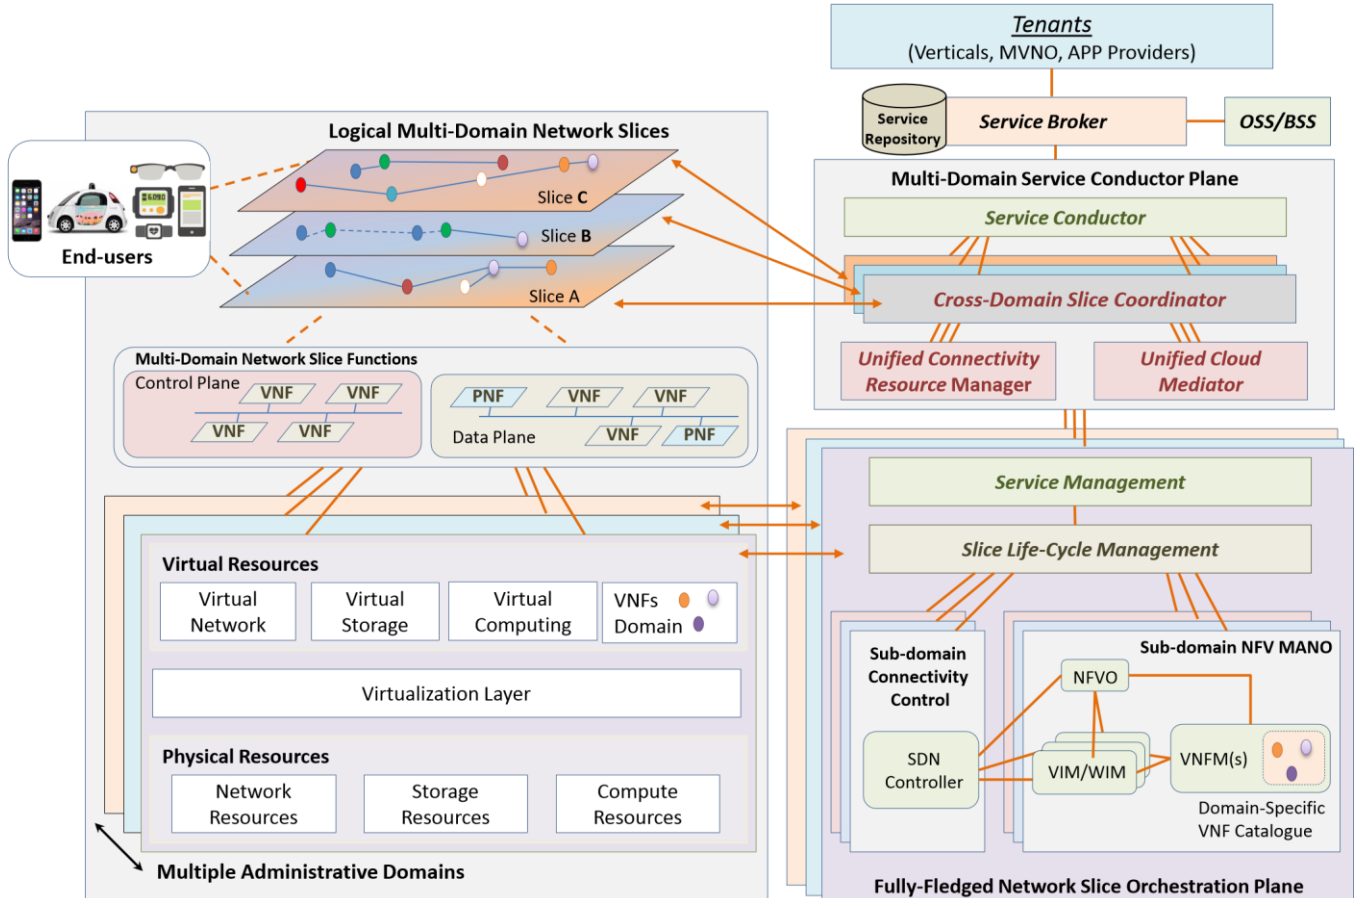 Tenants
(Verticals, MVNO, APP Providers)
Service
Repository
Service Broker
OSS/BSS
Logical Multi-Domain Network Slices
Slice C
Slice B
Slice A
End-users
Multi-Domain Service Conductor Plane
Service Conductor
Cross-Domain Slice Coordinator
Unified Connectivity
Resource Manager
Unified Cloud
Mediator
Multi-Domain Network Slice Functions
Control Plane
VNF
VNF
VNF
VNF
PNF
VNF
VNF
Data Plane
VNF
PNF
Virtual Resources
Virtual
Network
Virtual
Storage
Virtual
Computing
VNFs
Domain
Virtualization Layer
Physical Resources
Network
Resources
Storage
Resources
Compute
Resources
Multiple Administrative Domains
Service Management
Slice Life-Cycle Management
Sub-domain
Connectivity
Control
SDN
Controller
Sub-domain NFV MANO
NFVO
VIM/WIM
VNFM(s)
Domain-Specific
VNF Catalogue
Fully-Fledged Network Slice Orchestration Plane